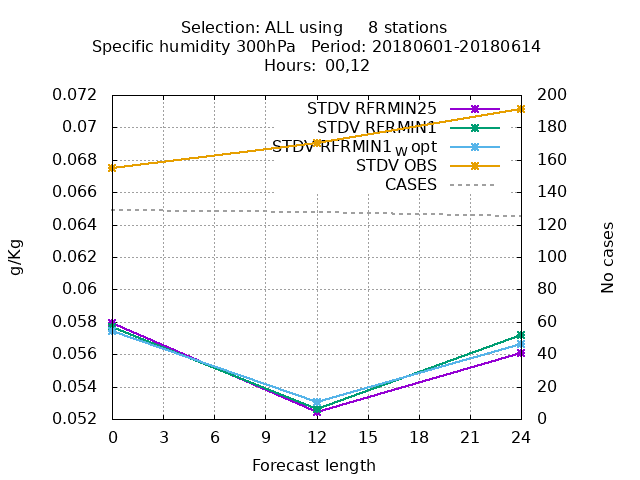 Selection: ALL using 8 stations
Specific humidity 300hPa Period: 20180601-20180614
Hours: 00,12
0.072
0.07
0.068
0.066
0.064
0.062
0.06
0.058
0.056
0.054
0.052
g/Kg
STDV RFRMIN25
STDV RFRMIN1
STDV RFRMIN1_W opt
STDV OBS
CASES
200
180
160
140
120
100
80
60
40
20
0
No cases
0 3 6 9 12 15 18 21 24
Forecast length